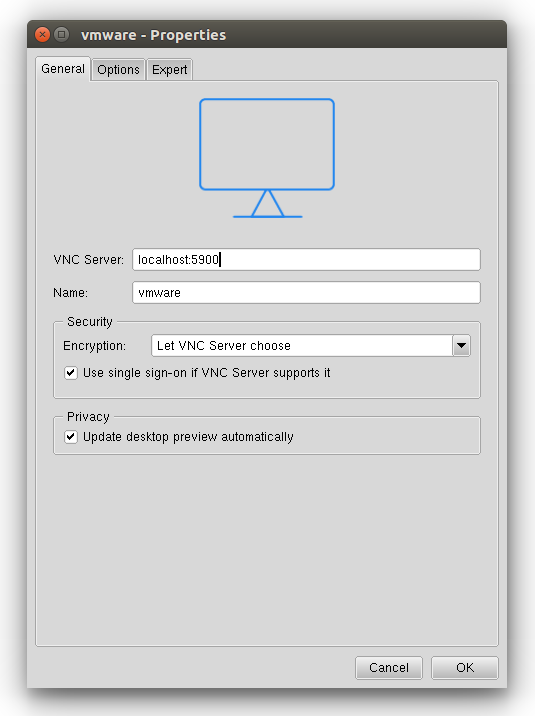 vmware - Properties
General Options Expert
VNC Server: localhost:5900
Name: vmware
Security
Encryption: Let VNC Server choose
Use single sign-on if VNC Server supports it
Privacy
Update desktop preview automatically
Cancel OK